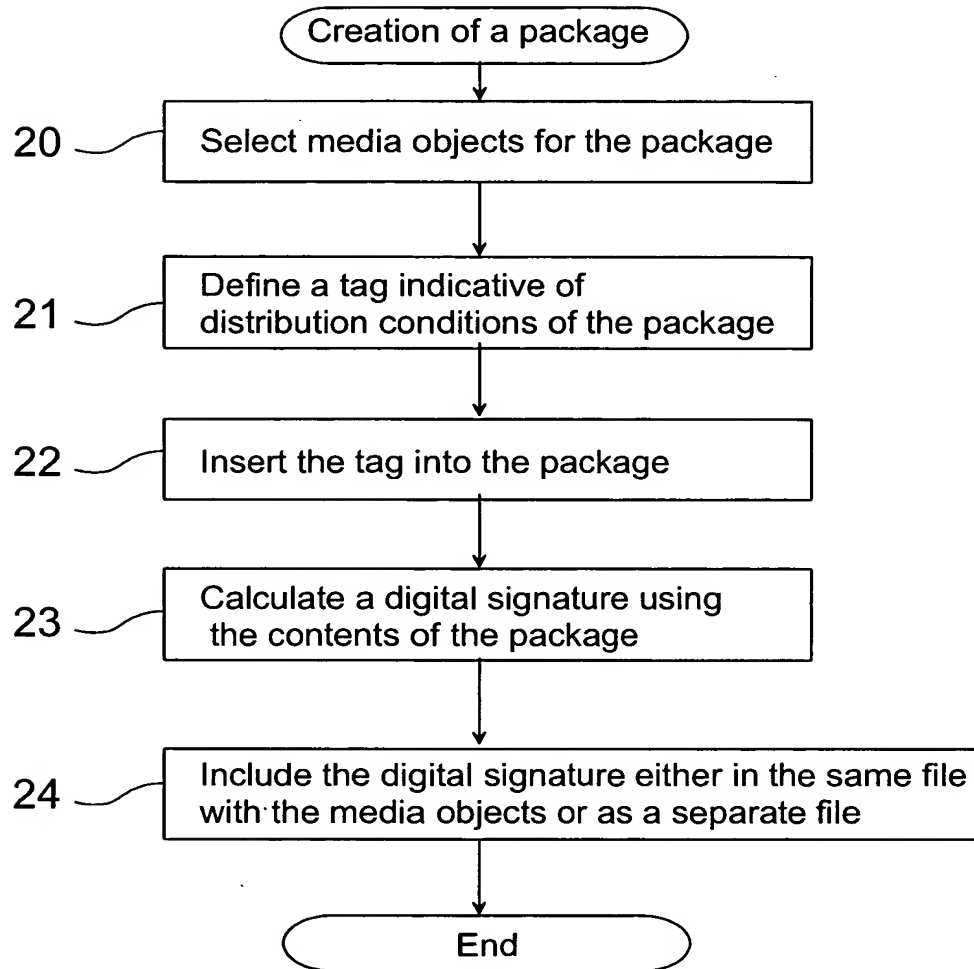 Creation of a package
20
Select media objects for the package
21
Define a tag indicative of
distribution conditions of the package
22
Insert the tag into the package
23
Calculate a digital signature using
the contents of the package
24
Include the digital signature either in the same file
with the media objects or as a separate file
End